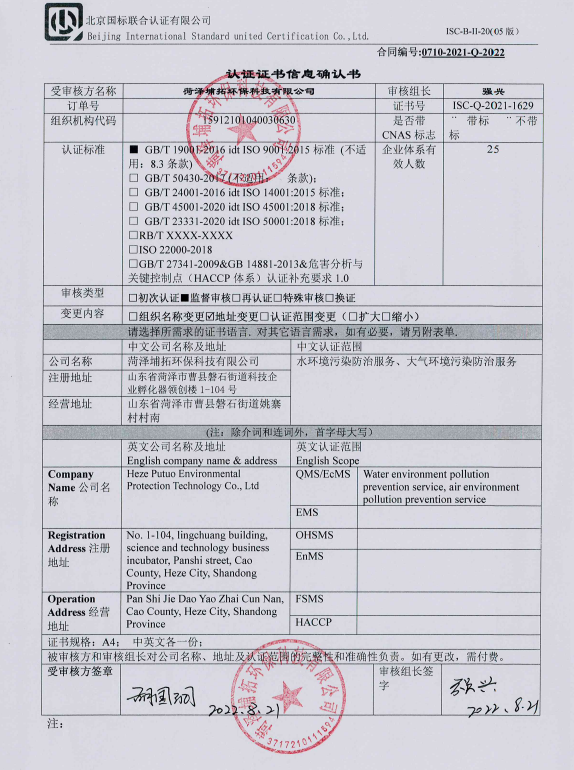 北京国标联合认证有限公司
Beijing International Standard united Certification Co.,Ltd.
ISC-B-II-20(05 版)
合同编号:0710-2021-Q-2022
认证证书信息确认书
受审核方名称 菏泽埔拓环保科技有限公司 审核组长 强兴
订单号 证书号 ISC-Q-2021-1629
组织机构代码 15912101040030630 是否带 CNAS 标志 ¨ 带标 ¨ 不带标
认证标准 企业体系有效人数 25
■ GB/T 19001-2016 idt ISO 9001:2015 标准 (不适
用：8.3 条款)
□ GB/T 50430-2017(不适用： 条款);
□ GB/T 24001-2016 idt ISO 14001:2015 标准；
□ GB/T 45001-2020 idt ISO 45001:2018 标准；
□ GB/T 23331-2020 idt ISO 50001:2018 标准；
□RB/T XXXX-XXXX
□ISO 22000-2018
□GB/T 27341-2009&GB 14881-2013&危害分析与
关键控制点（HACCP 体系）认证补充要求 1.0
审核类型 □初次认证■监督审核□再认证□特殊审核□换证
变更内容 □组织名称变更☑地址变更□认证范围变更（□扩大□缩小）
请选择所需求的证书语言. 对其它语言需求，如有必要，请另附表单.
中文公司名称及地址 中文认证范围
公司名称 菏泽埔拓环保科技有限公司 水环境污染防治服务、大气环境污染防治服务
注册地址 山东省菏泽市曹县磐石街道科技企
业孵化器领创楼 1-104 号
经营地址 山东省菏泽市曹县磐石街道姚寨
村村南
(注：除介词和连词外，首字母大写)
英文公司名称及地址 英文认证范围
English company name & address English Scope
Company Name 公司名称
Heze Putuo Environmental
Protection Technology Co., Ltd
QMS/EcMS
Water environment pollution
prevention service, air environment
pollution prevention service
EMS
Registration Address 注册地址
No. 1-104, lingchuang building,
science and technology business
incubator, Panshi street, Cao
County, Heze City, Shandong
Province
OHSMS
EnMS
Operation Address 经营地址
Pan Shi Jie Dao Yao Zhai Cun Nan,
Cao County, Heze City, Shandong
Province
FSMS
HACCP
证书规格：A4； 中英文各一份；
被审核方和审核组长对公司名称、地址及认证范围的完整性和准确性负责。如有更改，需付费。
受审核方签章 2022.8.21
审核组长签字 强兴 2022.8.21
菏泽埔拓环保科技有限公司
3717210111594
注：